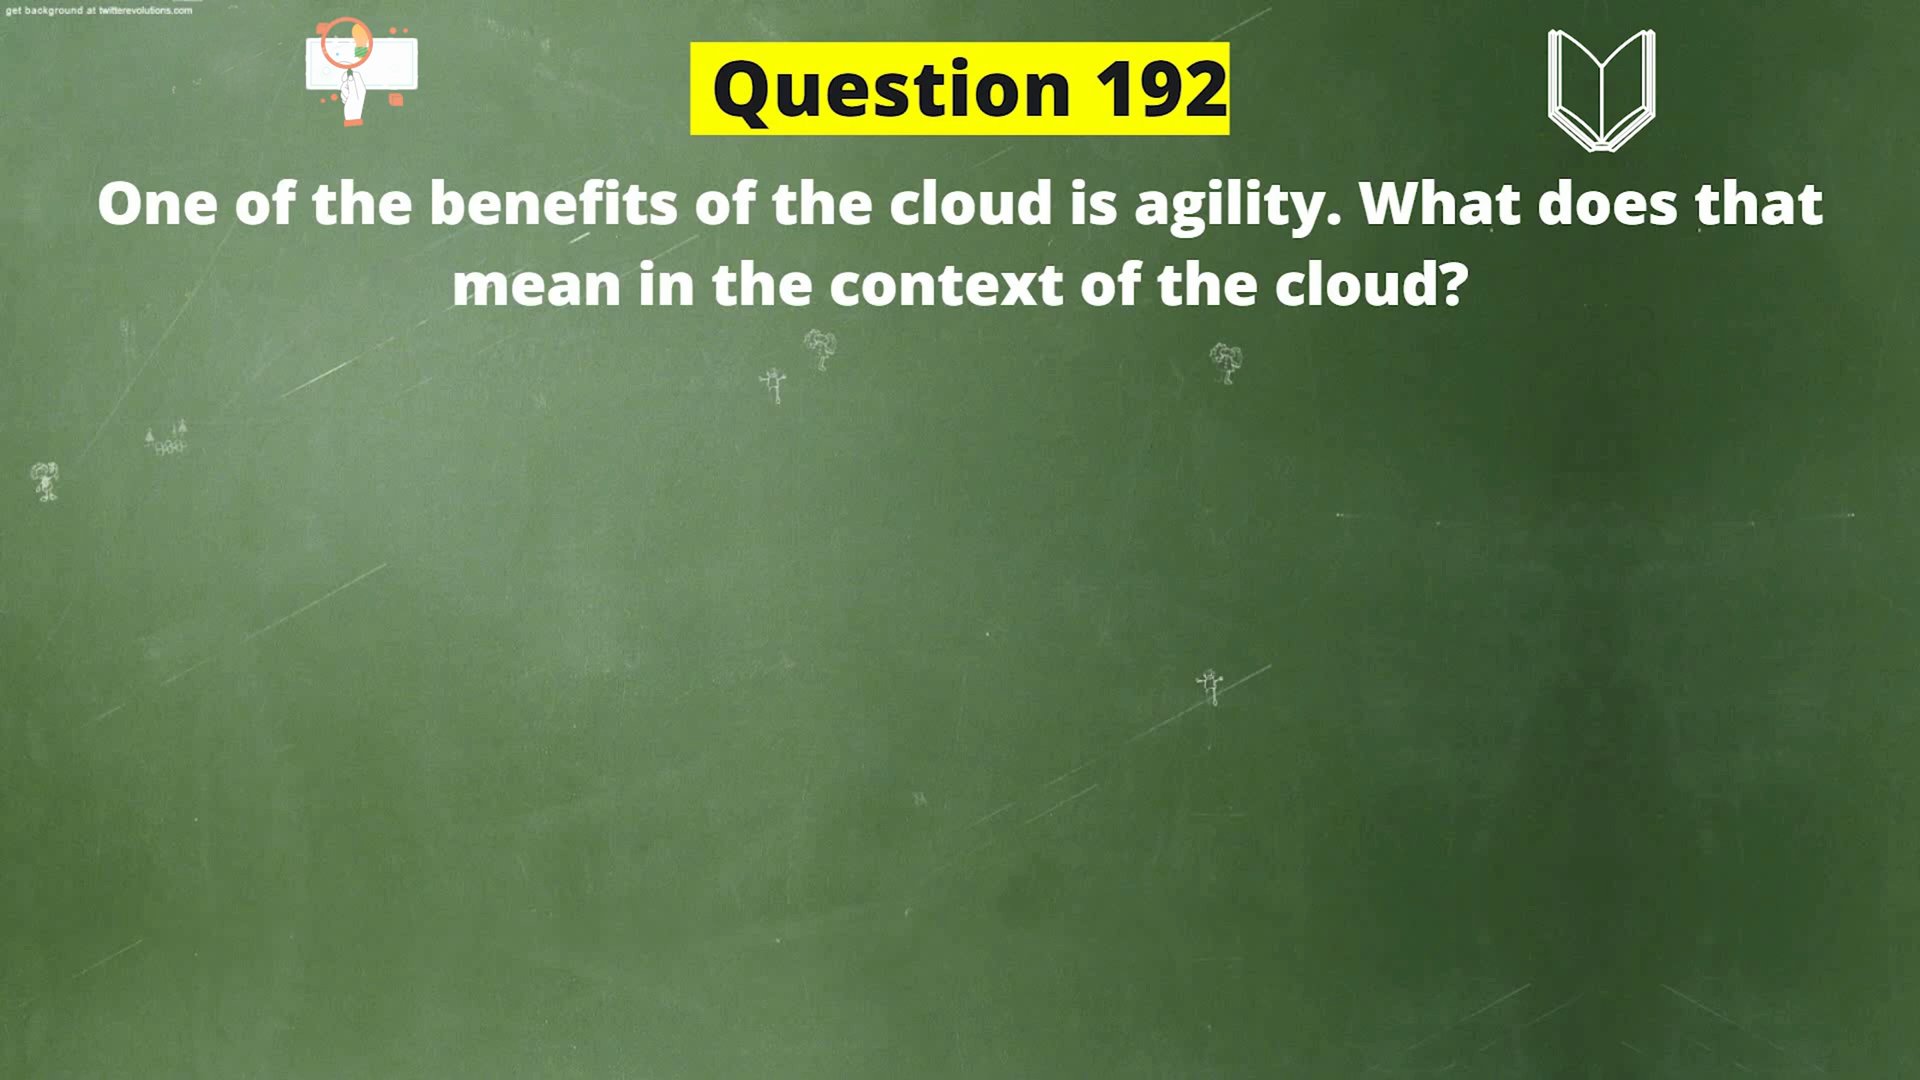 get background at twitterevolutions.com
Question 192
One of the benefits of the cloud is agility. What does that
mean in the context of the cloud?